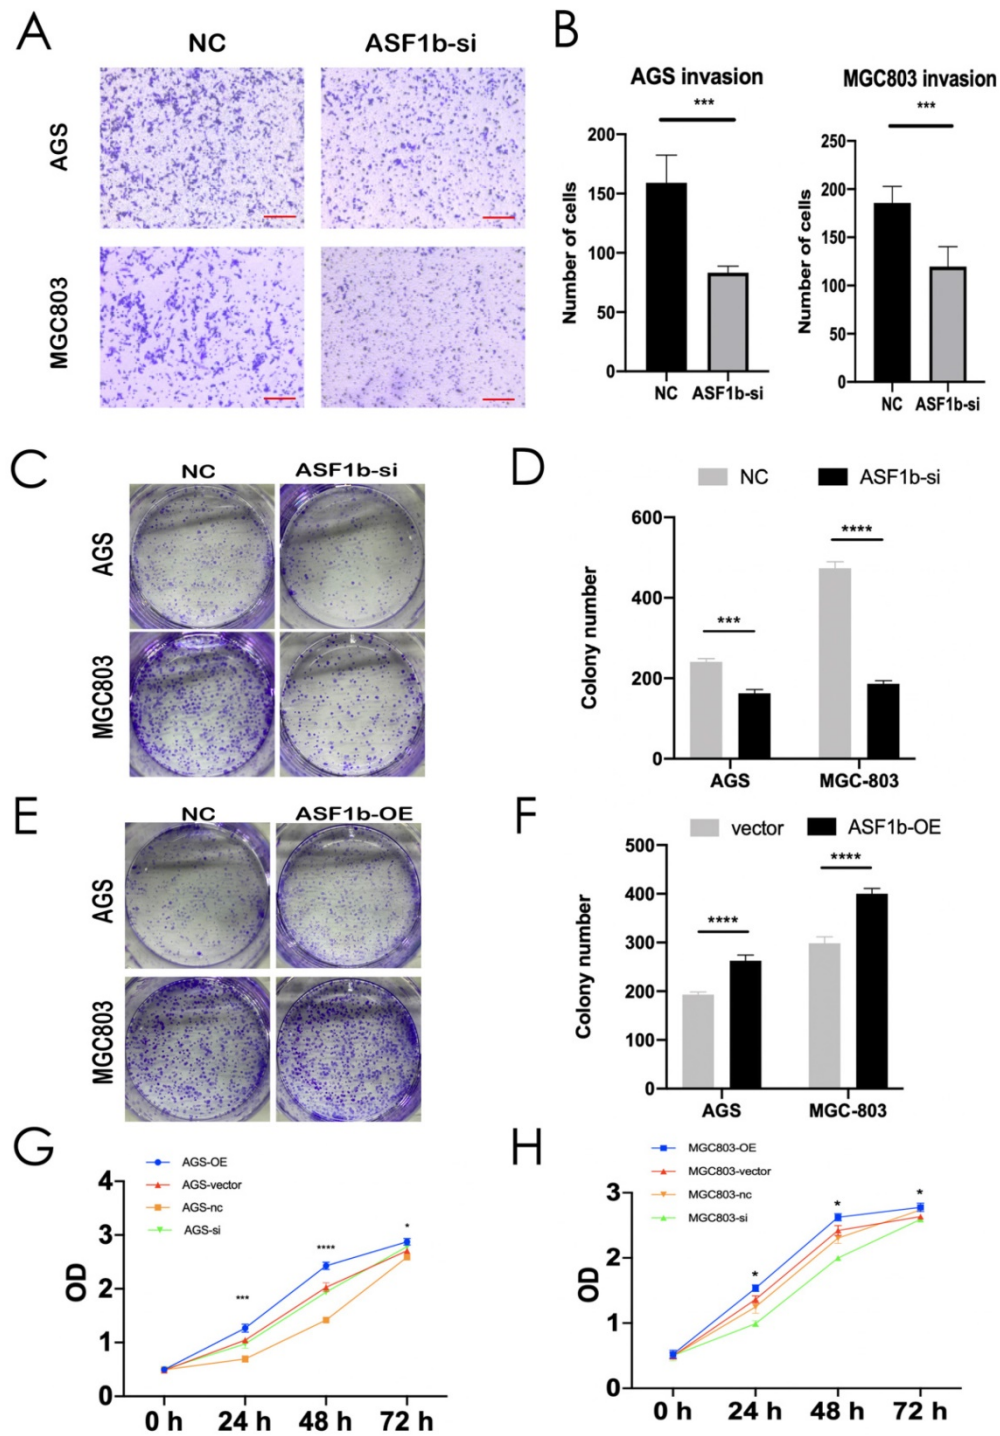 A
NC
ASF1b-si
AGS
MGC803
B
AGS invasion
***
Number of cells
200
150
100
50
0
NC
ASF1b-si
MGC803 invasion
***
Number of cells
250
200
150
100
50
0
NC
ASF1b-si
C
NC
ASF1b-si
AGS
MGC803
D
NC
ASF1b-si
Colony number
600
400
200
0
***
****
AGS
MGC-803
E
NC
ASF1b-OE
AGS
MGC803
F
vector
ASF1b-OE
Colony number
500
400
300
200
100
0
****
****
AGS
MGC-803
G
AGS-OE
AGS-vector
AGS-nc
AGS-si
OD
4
3
2
1
0
***
****
*
0 h
24 h
48 h
72 h
H
MGC803-OE
MGC803-vector
MGC803-nc
MGC803-si
OD
3
2
1
0
*
*
*
0 h
24 h
48 h
72 h